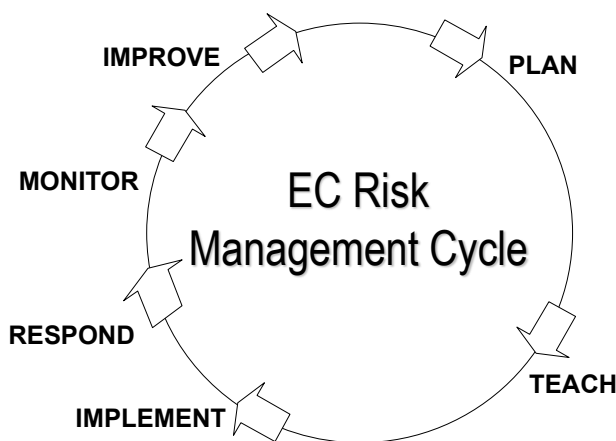 IMPROVE
PLAN
MONITOR
EC Risk
Management Cycle
RESPOND
TEACH
IMPLEMENT